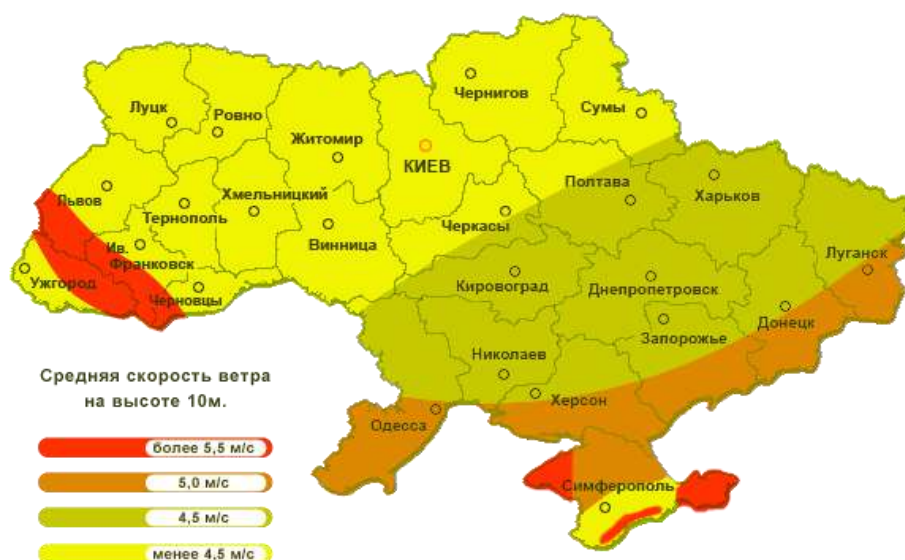 Чернигов
Луцк
Ровно
Сумы
Житомир
КИЕВ
Полтава
Харьков
Львов
Хмельницкий
Тернополь
Черкасы
Винница
Ив.
Франковск
Луганск
Ужгород
Черновцы
Кировоград
Днепропетровск
Донецк
Запорожье
Николаев
Херсон
Одесса
Симферополь
Средняя скорость ветра
на высоте 10м.
более 5,5 м/с
5,0 м/с
4,5 м/с
менее 4,5 м/с